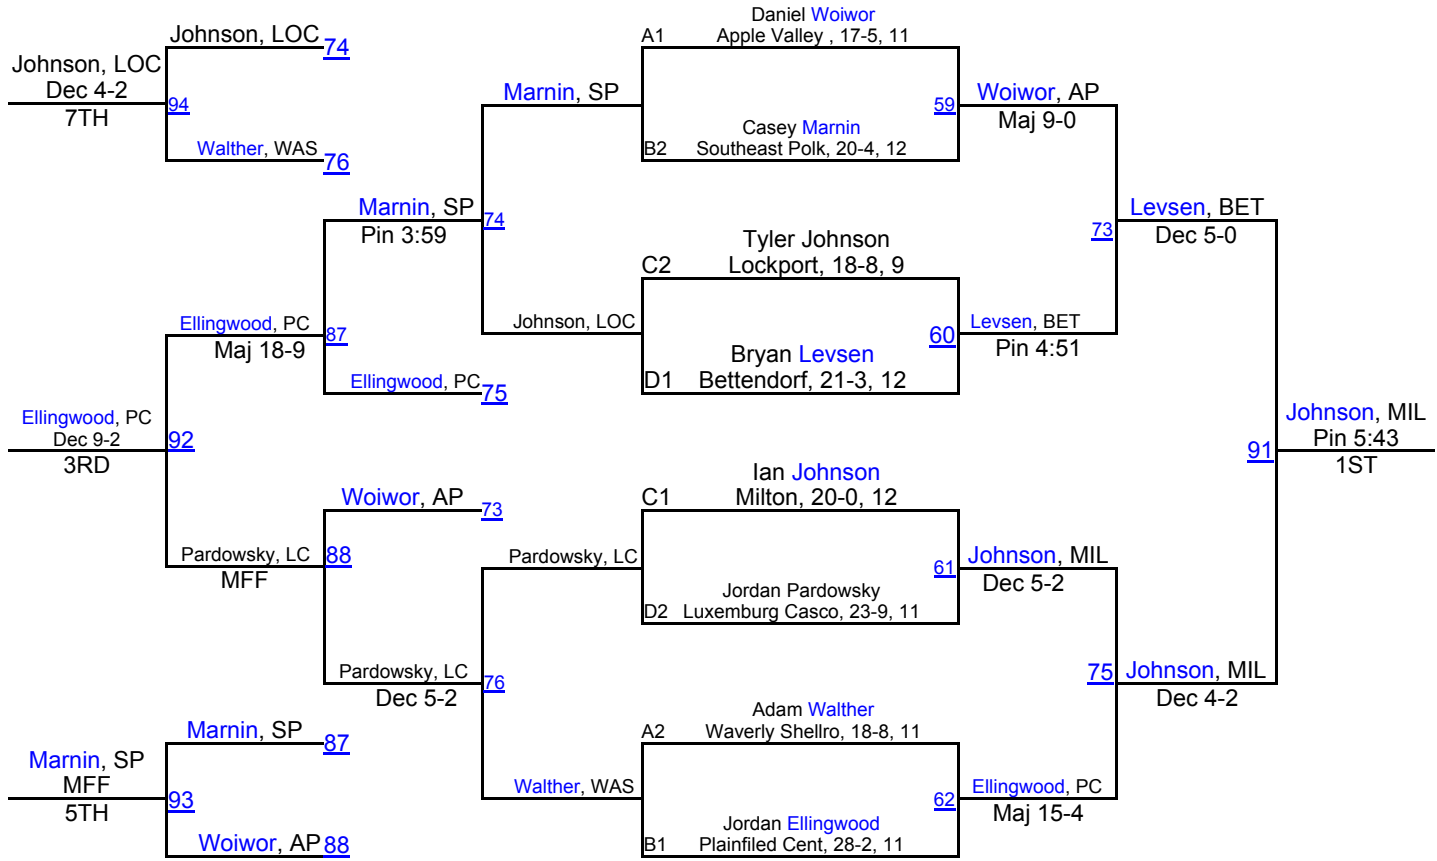 Johnson, LOC
74
Johnson, LOC
Dec 4-2
7TH
94
Walther, WAS
76
Marnin, SP
Pin 3:59
74
Marnin, SP
Johnson, LOC
Ellingwood, PC
Maj 18-9
87
Ellingwood, PC
75
Ellingwood, PC
Dec 9-2
3RD
92
Woiwor, AP
73
Pardowsky, LC
MFF
88
Pardowsky, LC
Pardowsky, LC
Dec 5-2
76
Walther, WAS
Marnin, SP
87
Marnin, SP
MFF
5TH
93
Woiwor, AP
88
Daniel Woiwor
A1 Apple Valley , 17-5, 11
59
Casey Marnin
B2 Southeast Polk, 20-4, 12
Woiwor, AP
Maj 9-0
Tyler Johnson
C2 Lockport, 18-8, 9
60
Bryan Levsen
D1 Bettendorf, 21-3, 12
Levsen, BET
Pin 4:51
73
Levsen, BET
Dec 5-0
Ian Johnson
C1 Milton, 20-0, 12
61
Jordan Pardowsky
D2 Luxemburg Casco, 23-9, 11
Johnson, MIL
Dec 5-2
Adam Walther
A2 Waverly Shellro, 18-8, 11
62
Jordan Ellingwood
B1 Plainfiled Cent, 28-2, 11
Ellingwood, PC
Maj 15-4
75
Johnson, MIL
Dec 4-2
91
Johnson, MIL
Pin 5:43
1ST